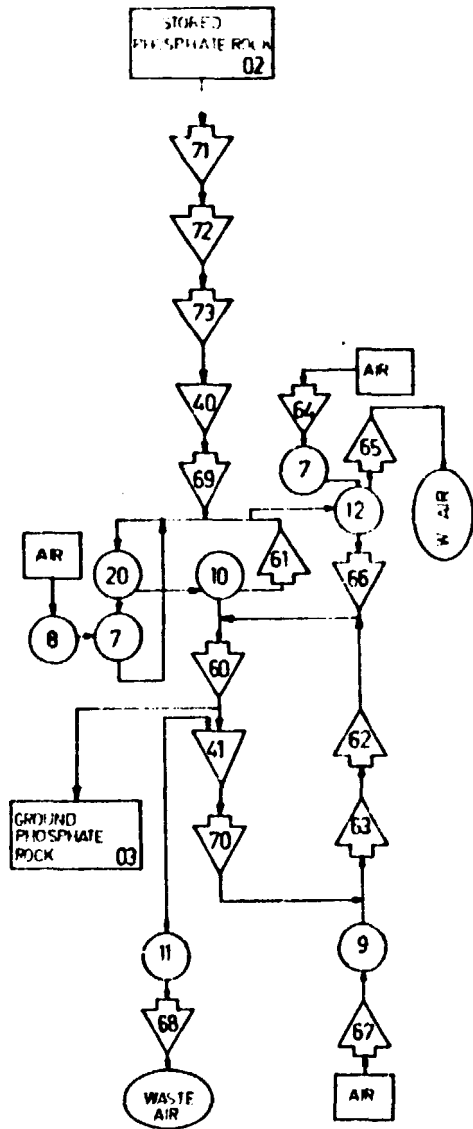 STORED
PHOSPHATE ROCK
02
71
72
73
40
AIR
64
65
69
7
12
W AIR
AIR
61
20
10
66
8
7
60
62
41
GROUND
PHOSPHATE
ROCK 03
63
70
11
9
68
67
WASTE
AIR
AIR